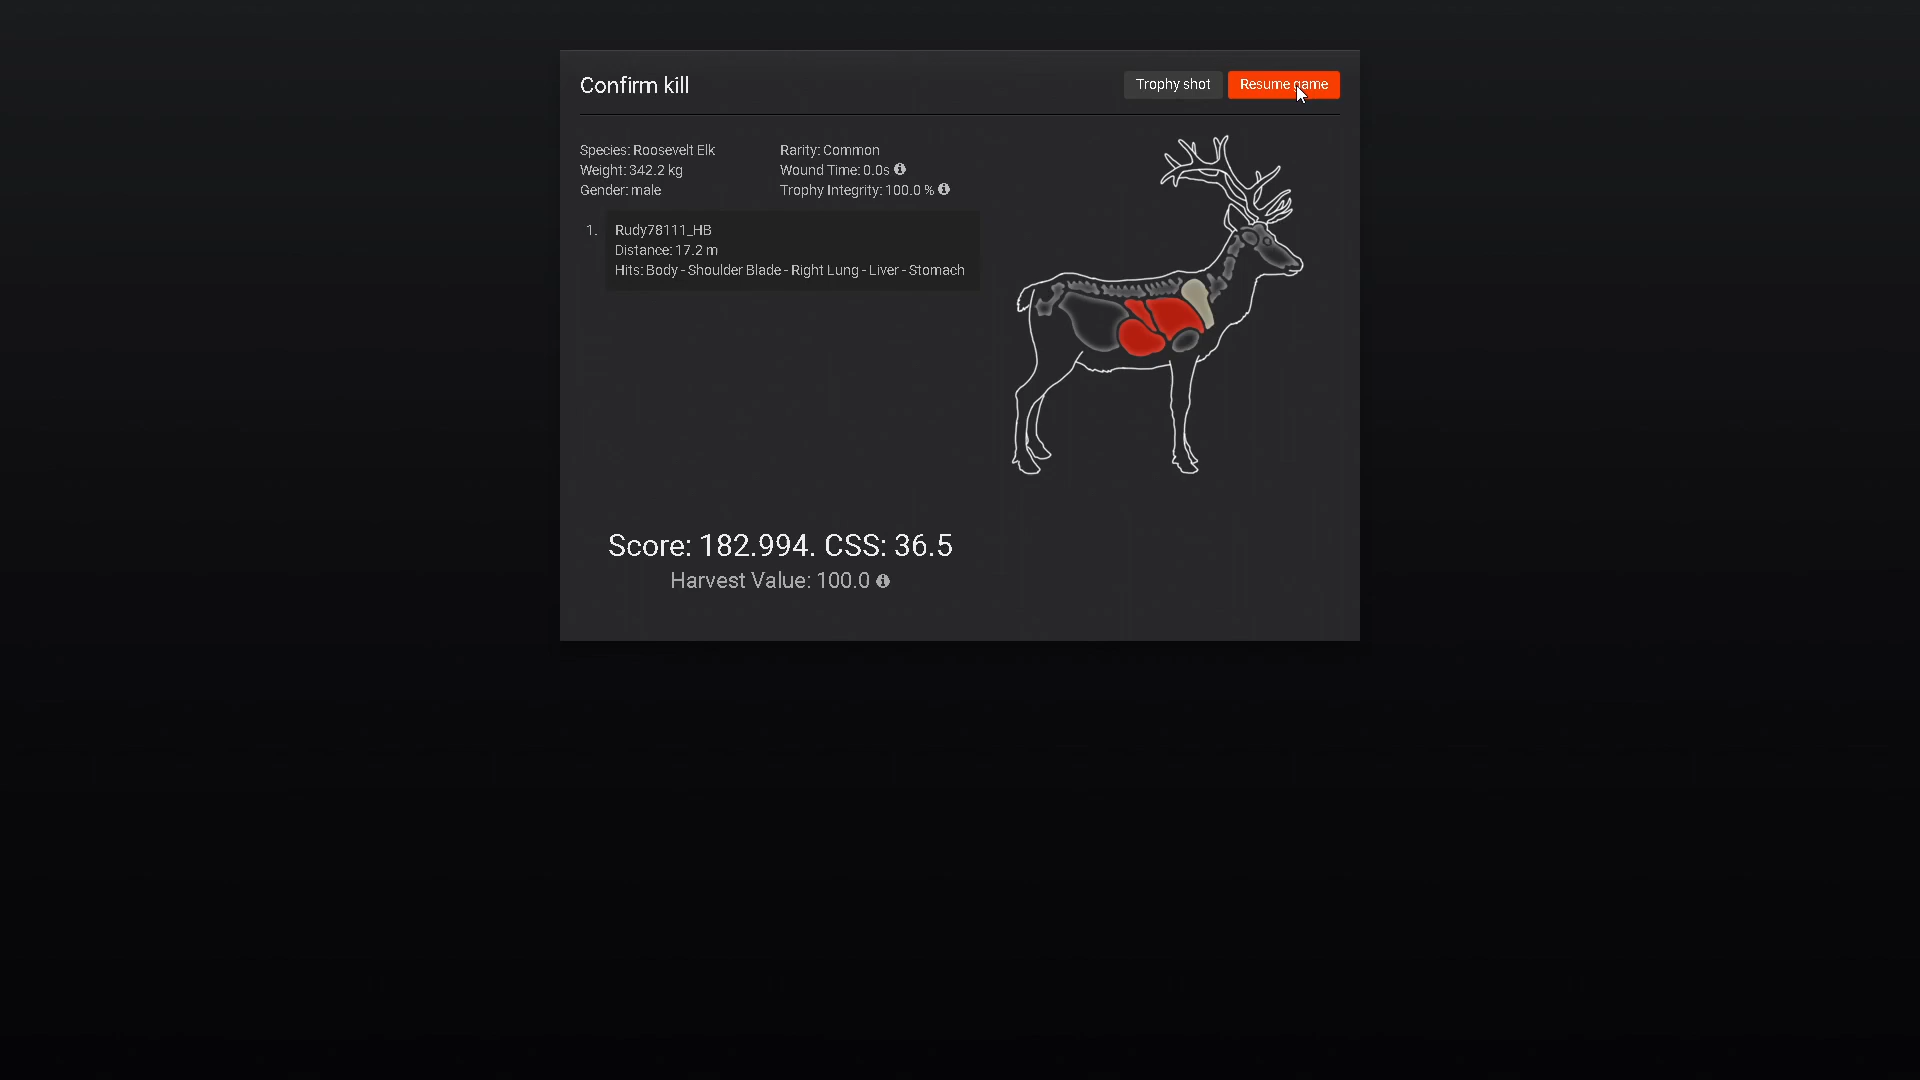 Confirm kill
Trophy shot
Resume game
Species: Roosevelt Elk
Weight: 342.2 kg
Gender: male
Rarity: Common
Wound Time: 0.0s
Trophy Integrity: 100.0 %
1.
Rudy78111_HB
Distance: 17.2 m
Hits: Body - Shoulder Blade - Right Lung - Liver - Stomach
Score: 182.994. CSS: 36.5
Harvest Value: 100.0